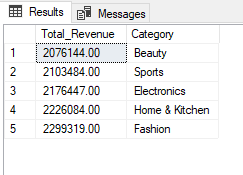 Results Messages
Total_Revenue Category
1 2076144.00 Beauty
2 2103484.00 Sports
3 2176447.00 Electronics
4 2226084.00 Home & Kitchen
5 2299319.00 Fashion